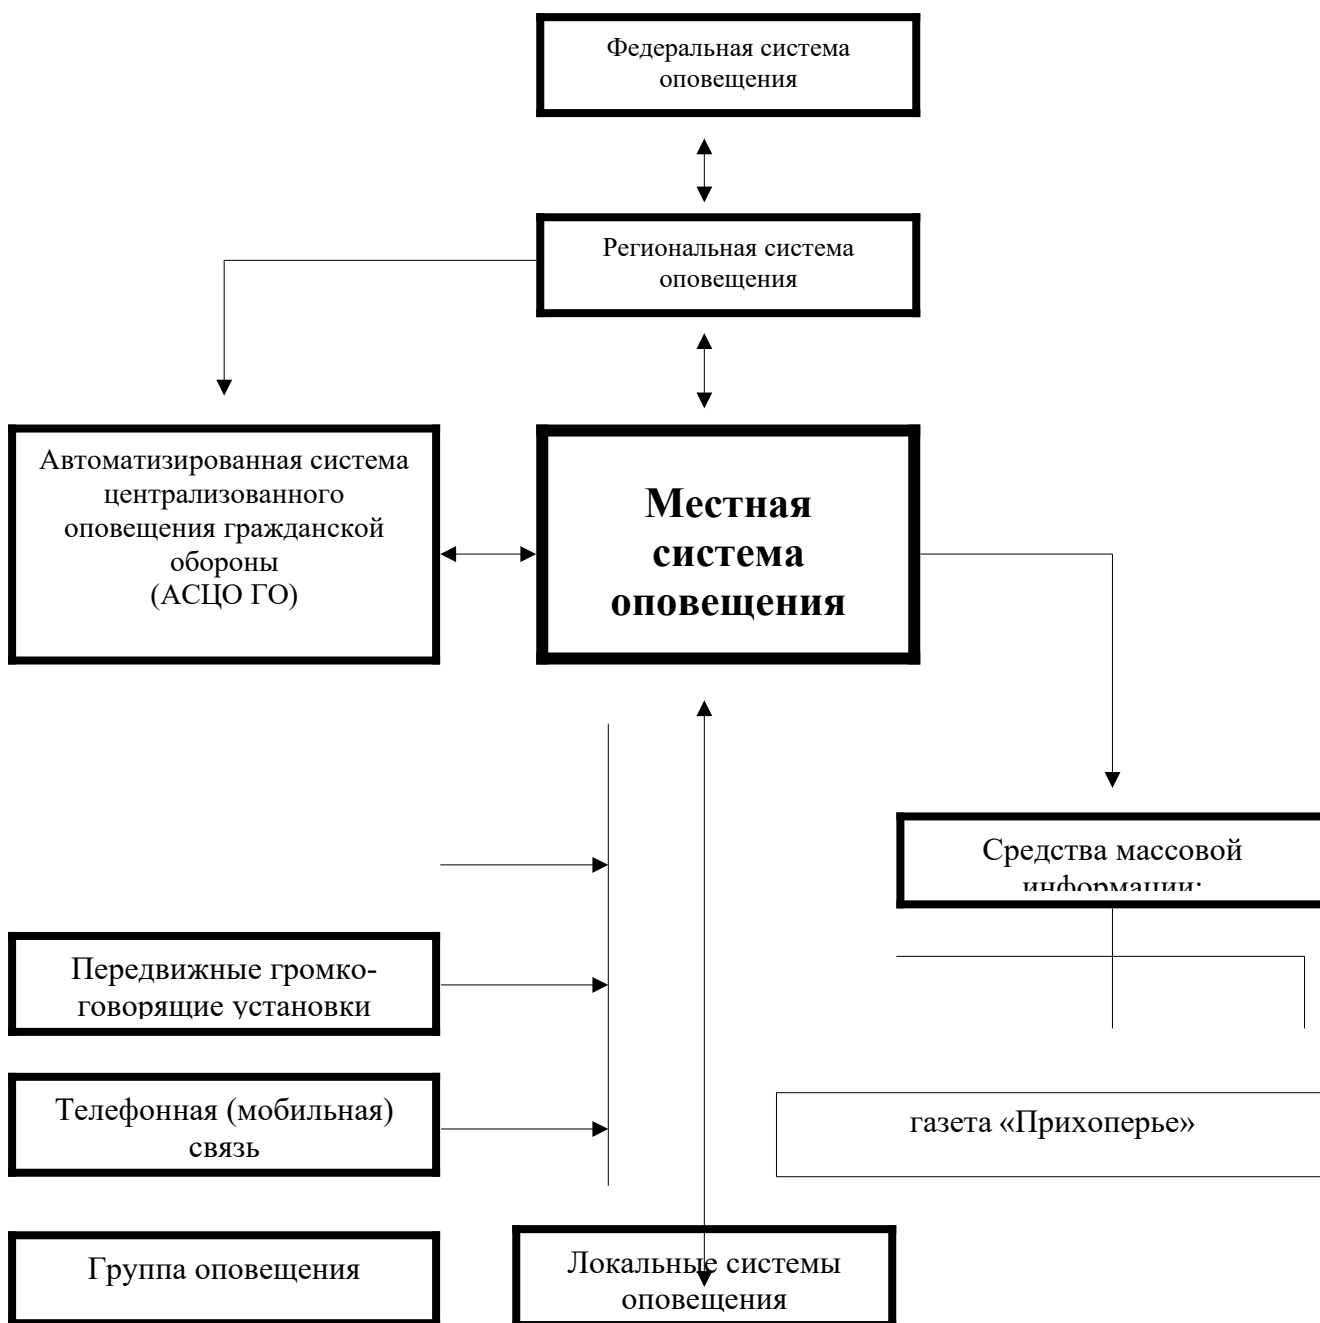 Федеральная система
оповещения
Региональная система
оповещения
Автоматизированная система
централизованного
оповещения гражданской
обороны
(АСЦО ГО)
Местная
система
оповещения
Средства массовой
информации:
Передвижные громко-
говорящие установки
Телефонная (мобильная)
связь
газета «Прихоперье»
Группа оповещения
Локальные системы
оповещения